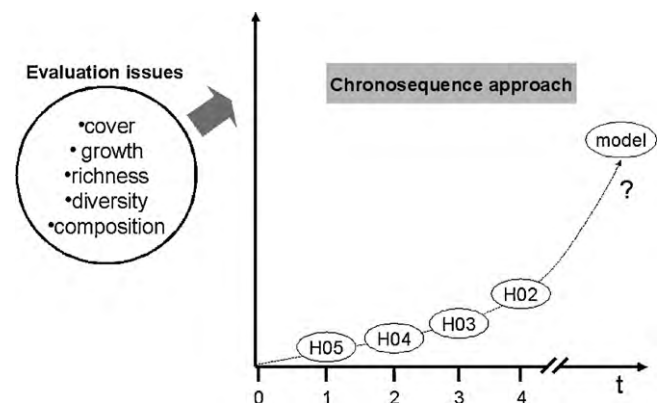 Evaluation issues
•cover
• growth
•richness
•diversity
•composition
Chronosequence approach
model
?
H02
H03
H04
H05
0 1 2 3 4 t